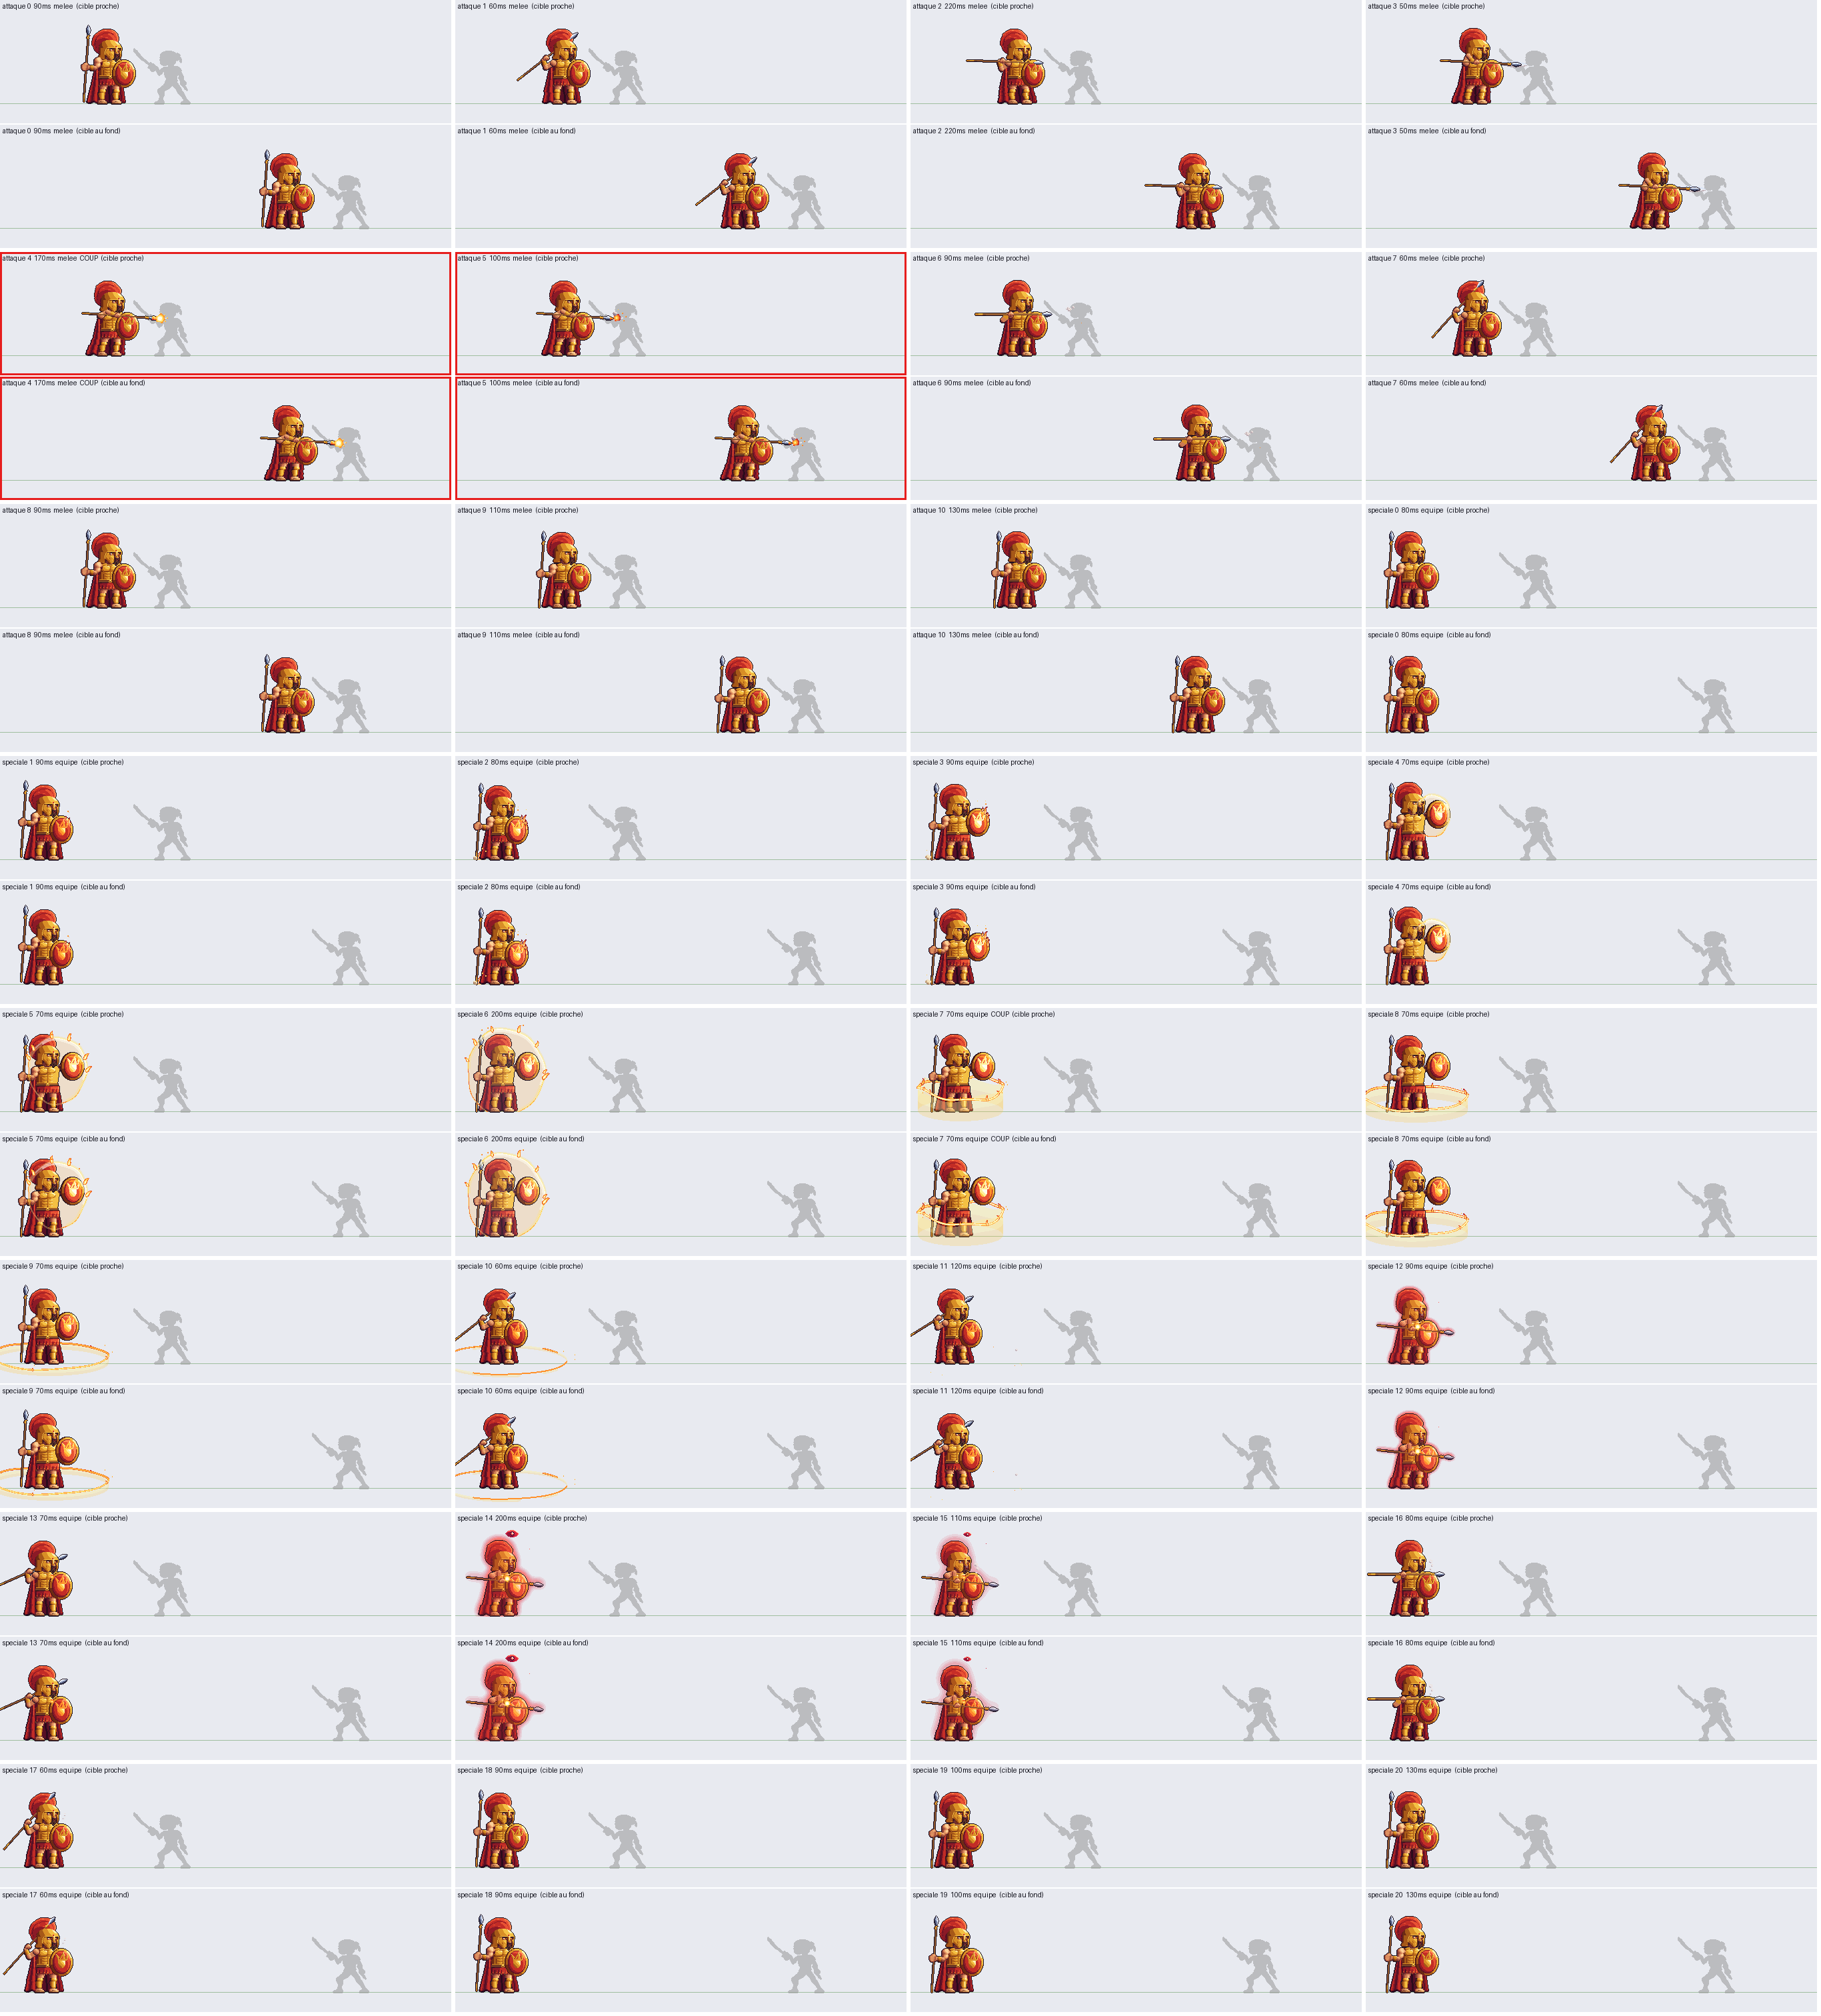 attaque 0 90ms melee (cible proche)
attaque 1 60ms melee (cible proche)
attaque 2 220ms melee (cible proche)
attaque 3 50ms melee (cible proche)
attaque 0 90ms melee (cible au fond)
attaque 1 60ms melee (cible au fond)
attaque 2 220ms melee (cible au fond)
attaque 3 50ms melee (cible au fond)
attaque 4 170ms melee COUP (cible proche)
attaque 5 100ms melee (cible proche)
attaque 6 90ms melee (cible proche)
attaque 7 60ms melee (cible proche)
attaque 4 170ms melee COUP (cible au fond)
attaque 5 100ms melee (cible au fond)
attaque 6 90ms melee (cible au fond)
attaque 7 60ms melee (cible au fond)
attaque 8 90ms melee (cible proche)
attaque 9 110ms melee (cible proche)
attaque 10 130ms melee (cible proche)
speciale 0 80ms equipe (cible proche)
attaque 8 90ms melee (cible au fond)
attaque 9 110ms melee (cible au fond)
attaque 10 130ms melee (cible au fond)
speciale 0 80ms equipe (cible au fond)
speciale 1 90ms equipe (cible proche)
speciale 2 80ms equipe (cible proche)
speciale 3 90ms equipe (cible proche)
speciale 4 70ms equipe (cible proche)
speciale 1 90ms equipe (cible au fond)
speciale 2 80ms equipe (cible au fond)
speciale 3 90ms equipe (cible au fond)
speciale 4 70ms equipe (cible au fond)
speciale 5 70ms equipe (cible proche)
speciale 6 200ms equipe (cible proche)
speciale 7 70ms equipe COUP (cible proche)
speciale 8 70ms equipe (cible proche)
speciale 5 70ms equipe (cible au fond)
speciale 6 200ms equipe (cible au fond)
speciale 7 70ms equipe COUP (cible au fond)
speciale 8 70ms equipe (cible au fond)
speciale 9 70ms equipe (cible proche)
speciale 10 60ms equipe (cible proche)
speciale 11 120ms equipe (cible proche)
speciale 12 90ms equipe (cible proche)
speciale 9 70ms equipe (cible au fond)
speciale 10 60ms equipe (cible au fond)
speciale 11 120ms equipe (cible au fond)
speciale 12 90ms equipe (cible au fond)
speciale 13 70ms equipe (cible proche)
speciale 14 200ms equipe (cible proche)
speciale 15 110ms equipe (cible proche)
speciale 16 80ms equipe (cible proche)
speciale 13 70ms equipe (cible au fond)
speciale 14 200ms equipe (cible au fond)
speciale 15 110ms equipe (cible au fond)
speciale 16 80ms equipe (cible au fond)
speciale 17 60ms equipe (cible proche)
speciale 18 90ms equipe (cible proche)
speciale 19 100ms equipe (cible proche)
speciale 20 130ms equipe (cible proche)
speciale 17 60ms equipe (cible au fond)
speciale 18 90ms equipe (cible au fond)
speciale 19 100ms equipe (cible au fond)
speciale 20 130ms equipe (cible au fond)